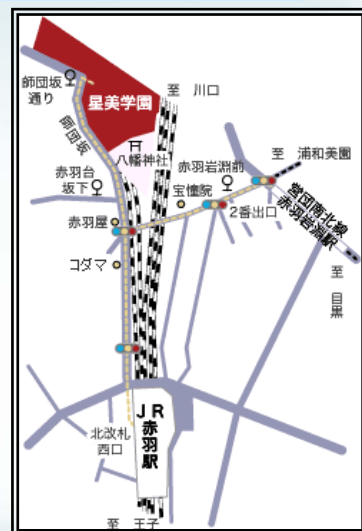 師団坂
通り
星美学園
至 川口
師団坂
八幡神社
赤羽岩淵前
至 浦和美園
赤羽台
坂下
宝憧院
2番出口
営団南北線
赤羽岩淵駅
赤羽屋
コダマ
至 目黒
JR
赤羽駅
北改札
西口
至 王子